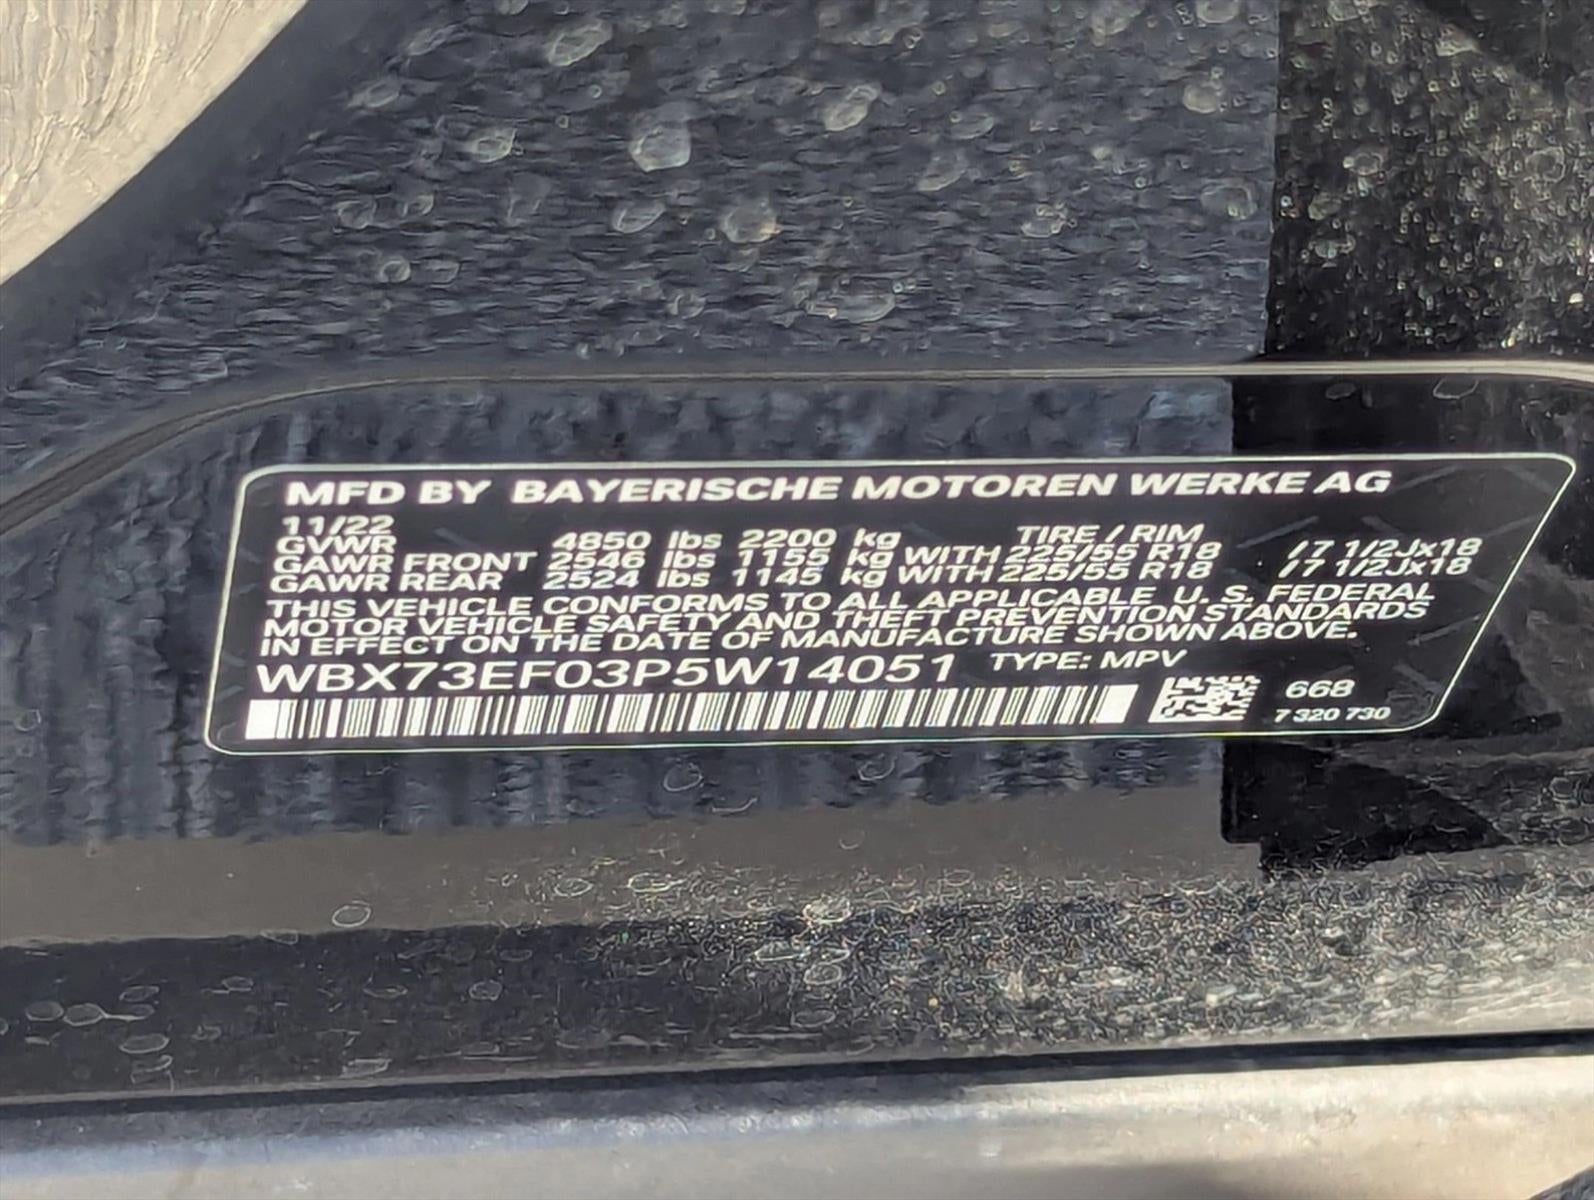 MFD BY BAYERISCHE MOTOREN WERKE AG
11/22
GVWR 4850 lbs 2200 kg TIRE / RIM
GAWR FRONT 2546 lbs 1155 kg WITH 225/55 R18 / 7 1/2Jx18
GAWR REAR 2524 lbs 1145 kg WITH 225/55 R18 / 7 1/2Jx18
THIS VEHICLE CONFORMS TO ALL APPLICABLE U. S. FEDERAL
MOTOR VEHICLE SAFETY AND THEFT PREVENTION STANDARDS
IN EFFECT ON THE DATE OF MANUFACTURE SHOWN ABOVE.
WBX73EF03P5W14051 TYPE: MPV
668
7 320 730